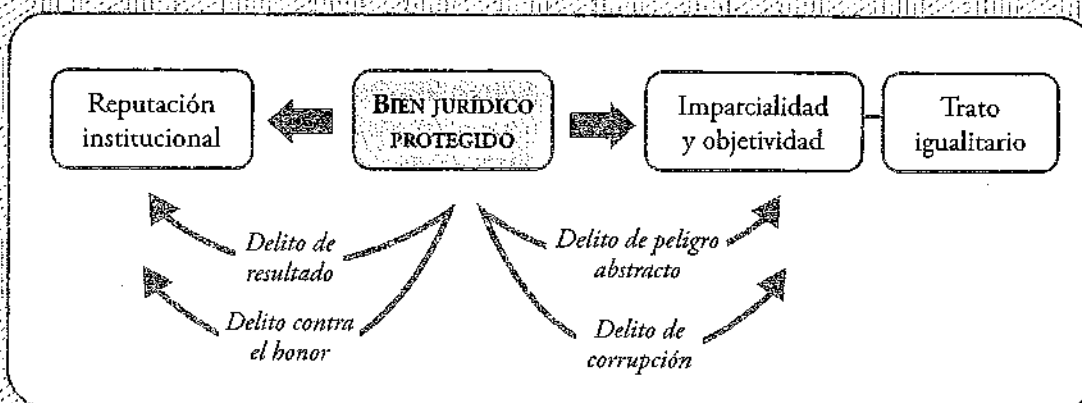 Reputación
institucional
BIEN JURÍDICO
PROTEGIDO
Imparcialidad
y objetividad
Trato
igualitario
Delito de
resultado
Delito de peligro
abstracto
Delito contra
el honor
Delito de
corrupción